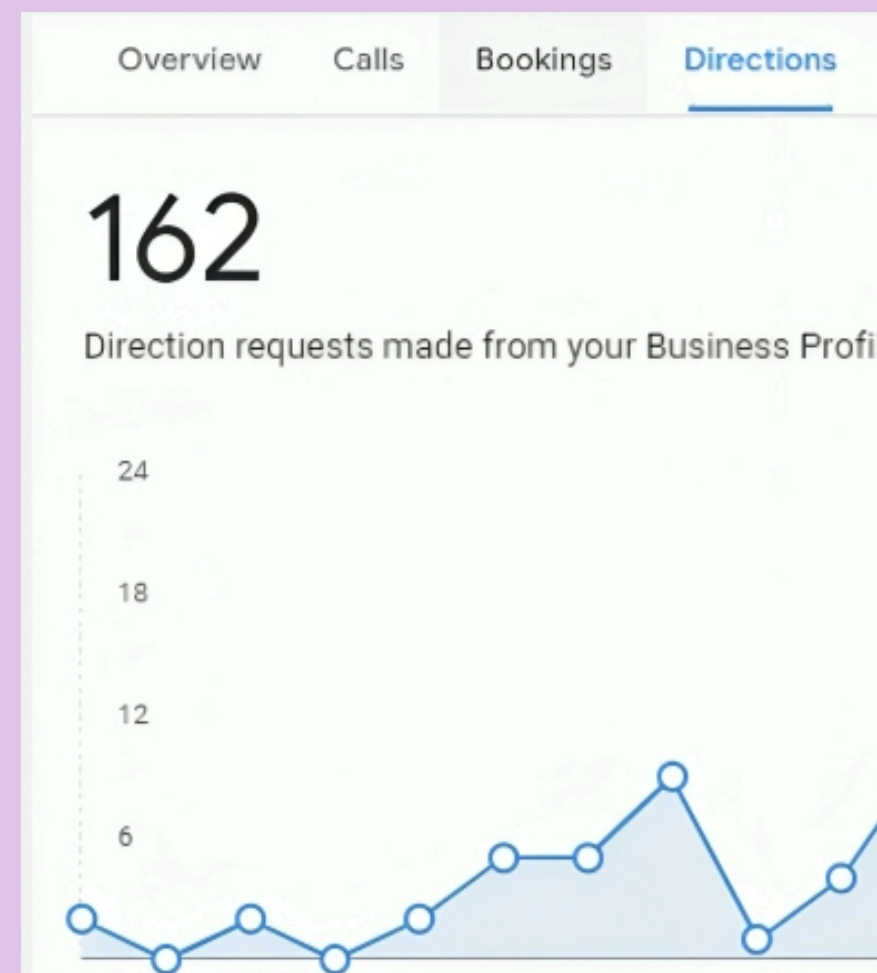 Overview Calls Bookings Directions
162
Direction requests made from your Business Profi
24
18
12
6